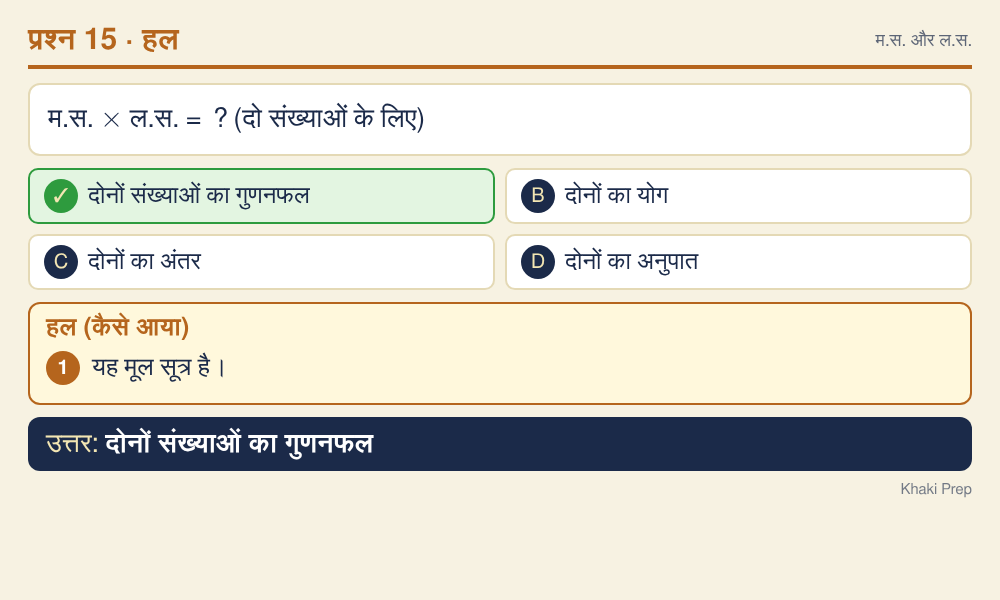 प्रश्न 15 · हल
म.स. और ल.स.
म.स. × ल.स. = ? (दो संख्याओं के लिए)
✓ दोनों संख्याओं का गुणनफल
B दोनों का योग
C दोनों का अंतर
D दोनों का अनुपात
हल (कैसे आया)
1 यह मूल सूत्र है।
उत्तर: दोनों संख्याओं का गुणनफल
Khaki Prep